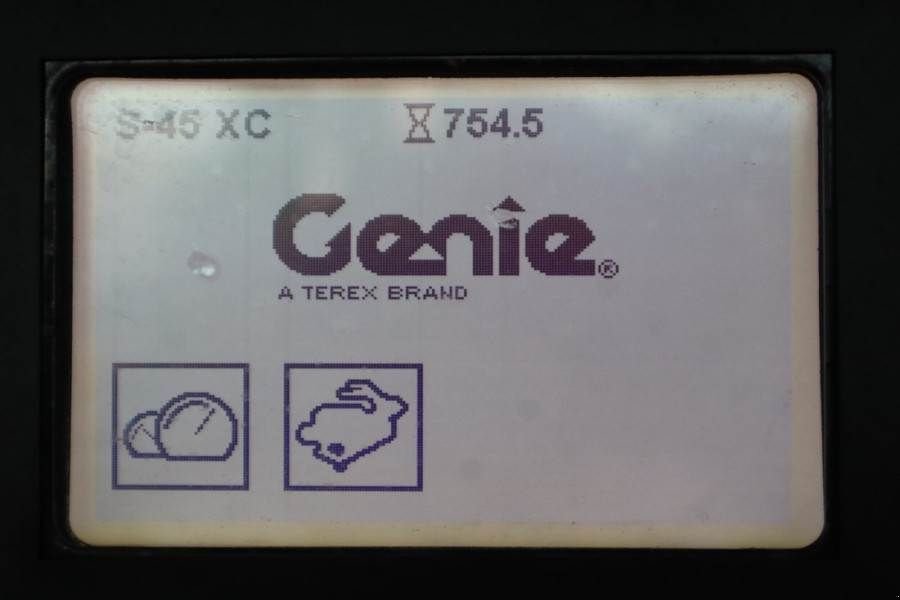 S-45 XC 754.5
Genie®
A TEREX BRAND